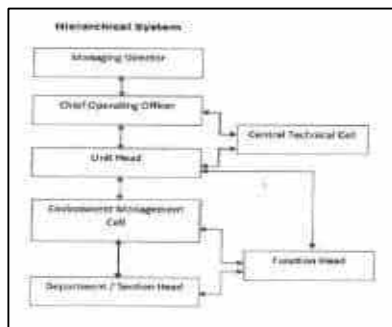 Hierarchical System
Managing Director
Chief Operating Officer
Central Technical Cell
Unit Head
Environment Management
Cell
Function Head
Department / Section Head